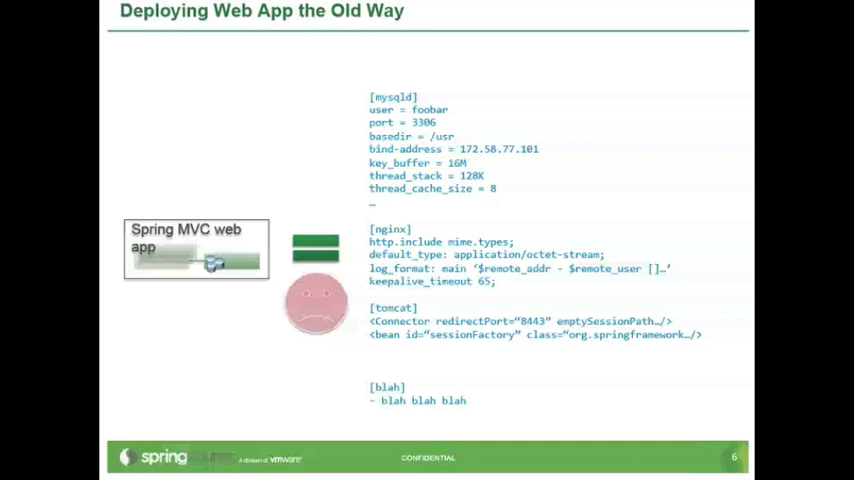 Deploying Web App the Old Way
[mysqld]
user = foobar
port = 3306
basedir = /usr
bind-address = 172.58.77.101
key_buffer = 16M
thread_stack = 128K
thread_cache_size = 8
…
[nginx]
http.include mime.types;
default_type: application/octet-stream;
log_format: main ‘$remote_addr - $remote_user []…’
keepalive_timeout 65;
[tomcat]
<Connector redirectPort=“8443” emptySessionPath…/>
<bean id=“sessionFactory” class=“org.springframework…/>
[blah]
- blah blah blah
Spring MVC web
app
springsource
A division of vmware
CONFIDENTIAL
6